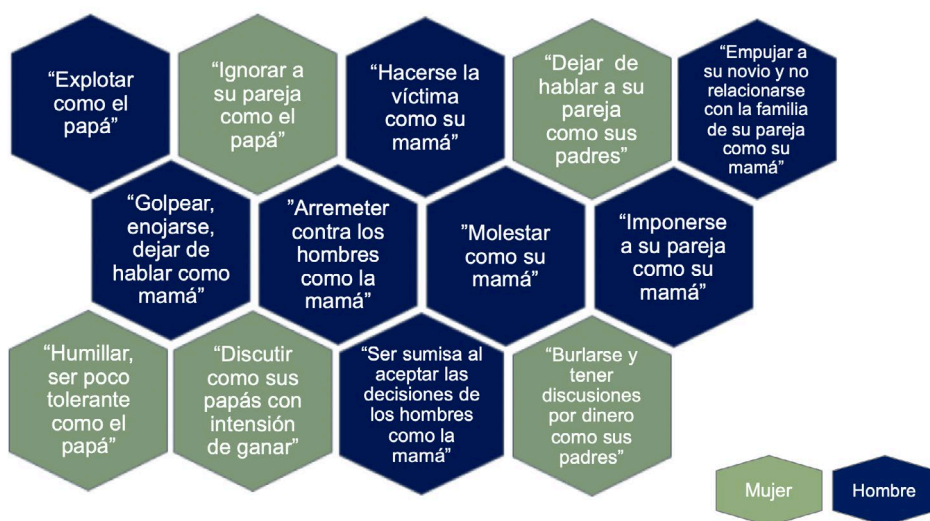 “Explotar
como el
papá”
“Ignorar a
su pareja
como el
papá”
“Hacerse la
víctima
como su
mamá”
“Dejar de
hablar a su
pareja
como sus
padres”
“Empujar a
su novio y no
relacionarse
con la familia
de su pareja
como su
mamá”
“Golpear,
enojarse,
dejar de
hablar como
mamá”
“Arremeter
contra los
hombres
como la
mamá”
”Molestar
como su
mamá”
“Imponerse
a su pareja
como su
mamá”
“Humillar,
ser poco
tolerante
como el
papá”
“Discutir
como sus
papás con
intensión
de ganar”
“Ser sumisa al
aceptar las
decisiones de
los hombres
como la
mamá”
“Burlarse y
tener
discusiones
por dinero
como sus
padres”
Mujer
Hombre